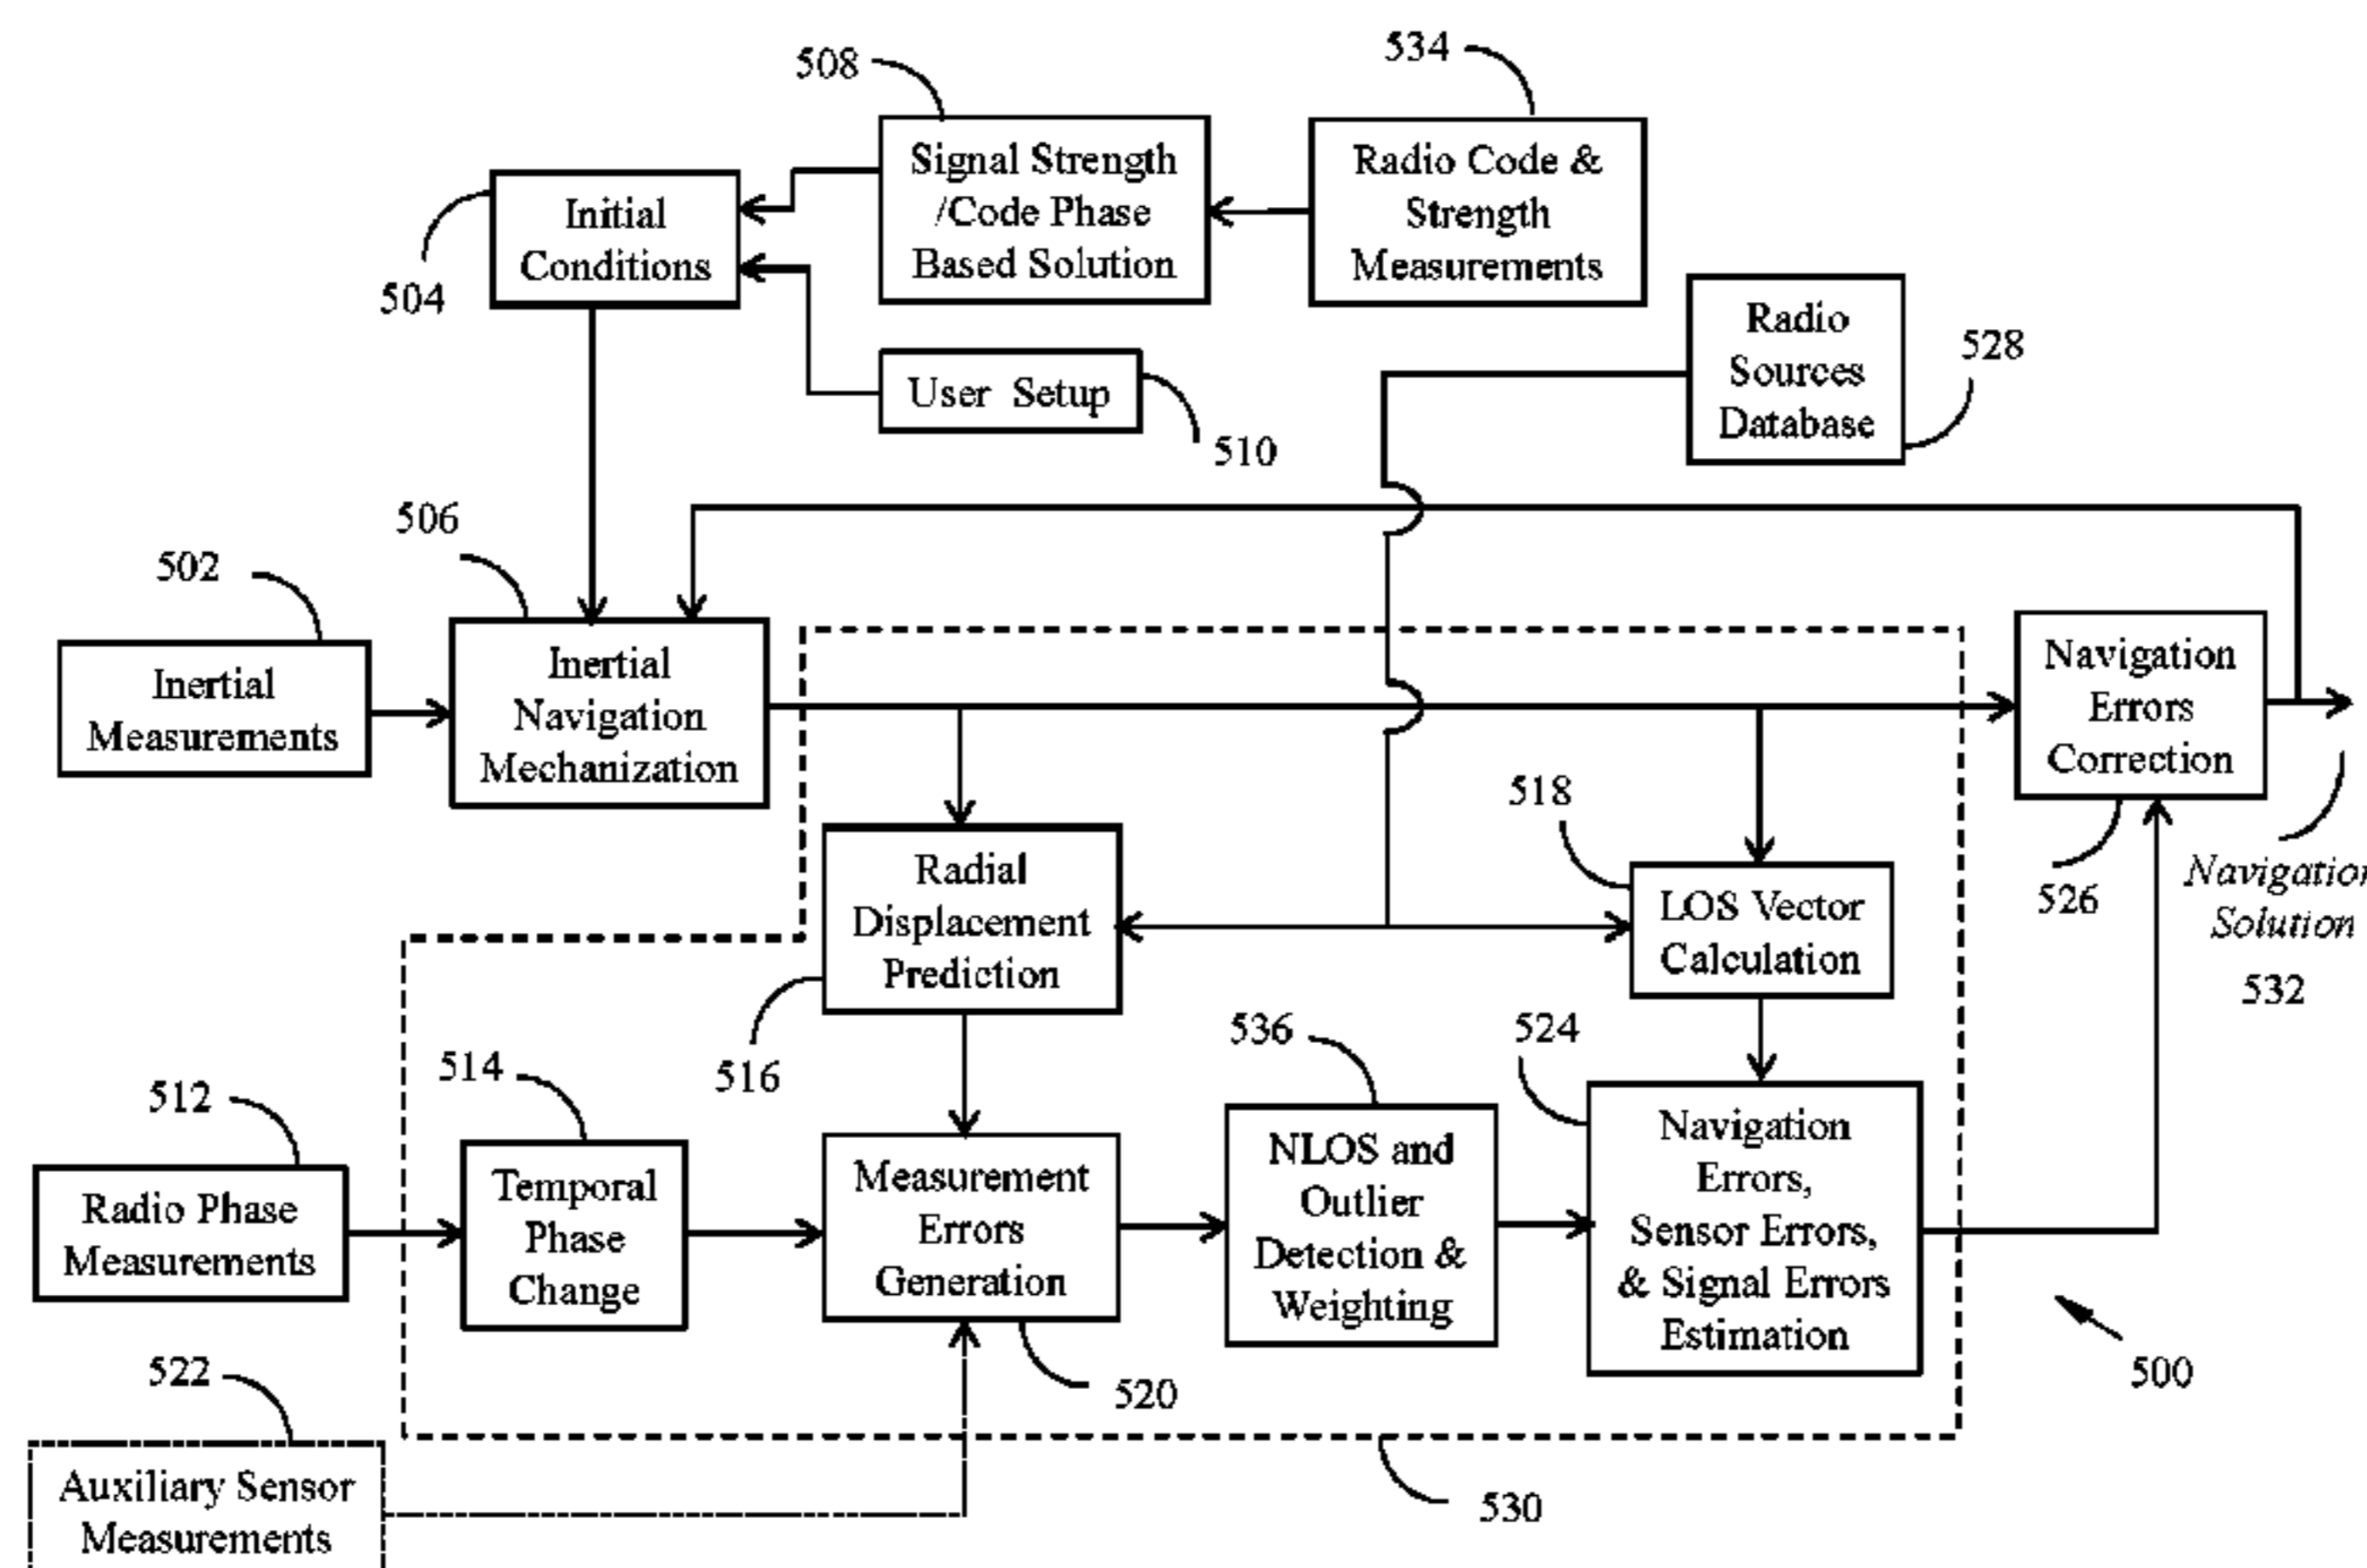 534
508
Signal Strength
/Code Phase
Based Solution
Radio Code &
Strength
Measurements
Initial
Conditions
504
Radio
Sources
Database
528
User Setup
510
506
502
Inertial
Measurements
Inertial
Navigation
Mechanization
Navigation
Errors
Correction
518
Radial
Displacement
Prediction
LOS Vector
Calculation
526
Navigation
Solution
532
516
536
524
514
512
Radio Phase
Measurements
Temporal
Phase
Change
Measurement
Errors
Generation
NLOS and
Outlier
Detection &
Weighting
Navigation
Errors,
Sensor Errors,
& Signal Errors
Estimation
500
522
520
Auxiliary Sensor
Measurements
530